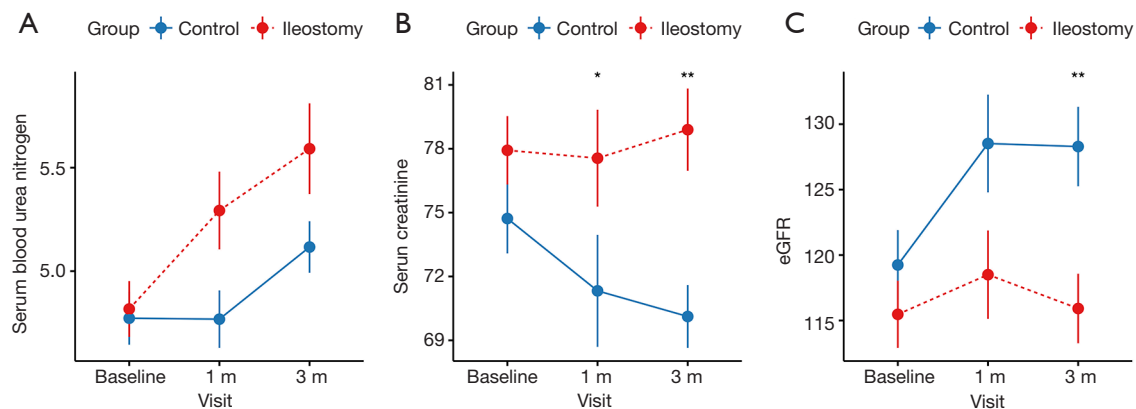 A
Group Control Ileostomy
Serum blood urea nitrogen
5.5
5.0
Baseline 1 m 3 m
Visit
B
Group Control Ileostomy
Serun creatinine
81
78
75
72
69
* **
Baseline 1 m 3 m
Visit
C
Group Control Ileostomy
eGFR
130
125
120
115
**
Baseline 1 m 3 m
Visit